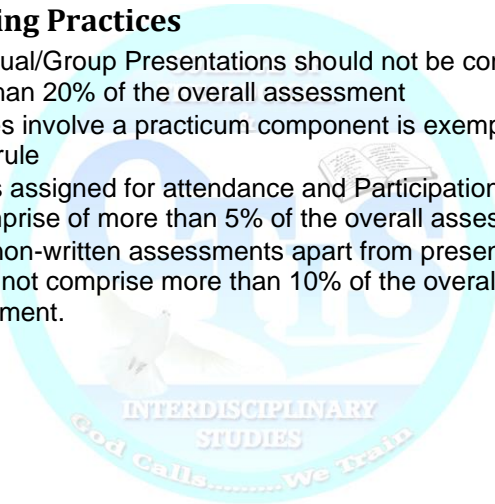 ing Practices
ual/Group Presentations should not be con
han 20% of the overall assessment
es involve a practicum component is exemp
rule
s assigned for attendance and Participation
mprise of more than 5% of the overall asses
non-written assessments apart from presen
not comprise more than 10% of the overal
ment.
INTERDISCIPLINARY
STUDIES
God Calls.........We Train